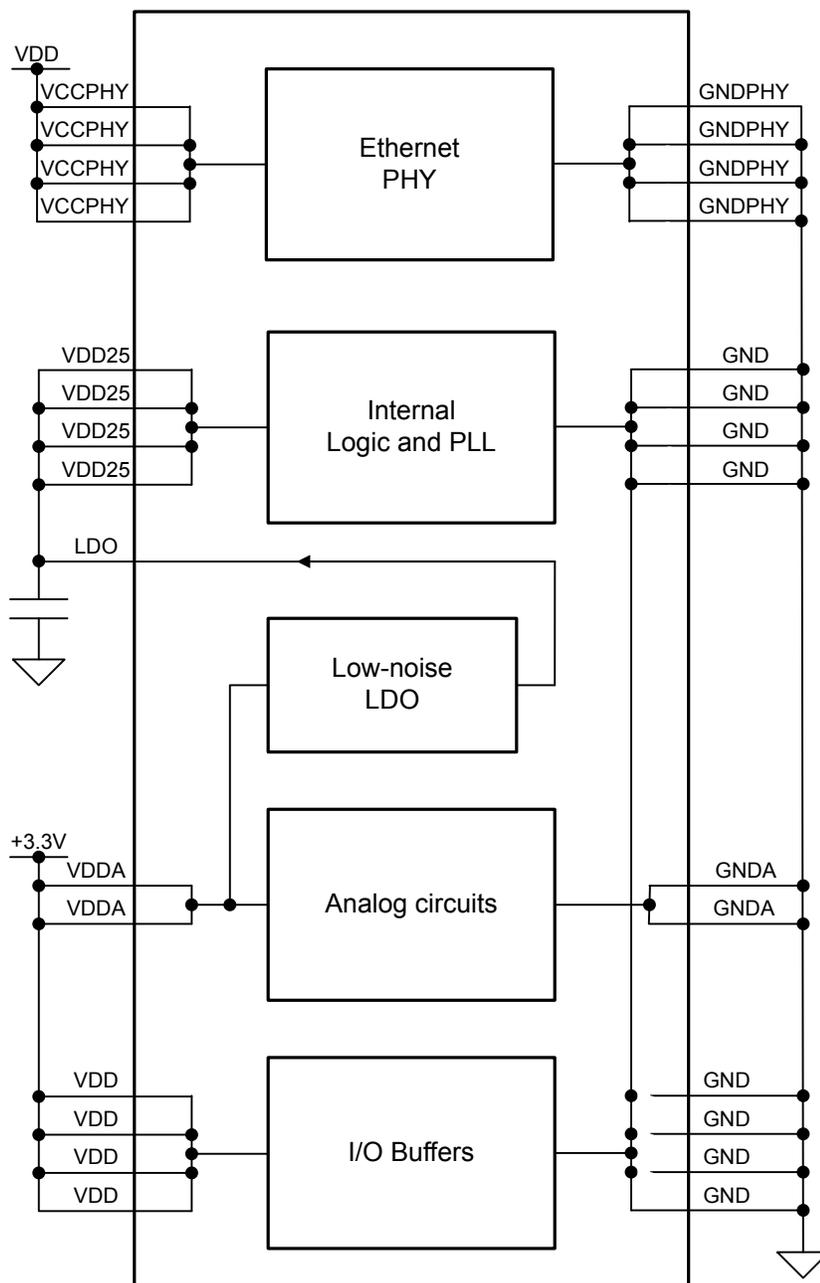 VDD
VCCPHY
VCCPHY
VCCPHY
VCCPHY
Ethernet
PHY
GNDPHY
GNDPHY
GNDPHY
GNDPHY
VDD25
VDD25
VDD25
VDD25
Internal
Logic and PLL
GND
GND
GND
GND
LDO
Low-noise
LDO
+3.3V
VDDA
VDDA
Analog circuits
GNDA
GNDA
VDD
VDD
VDD
VDD
I/O Buffers
GND
GND
GND
GND